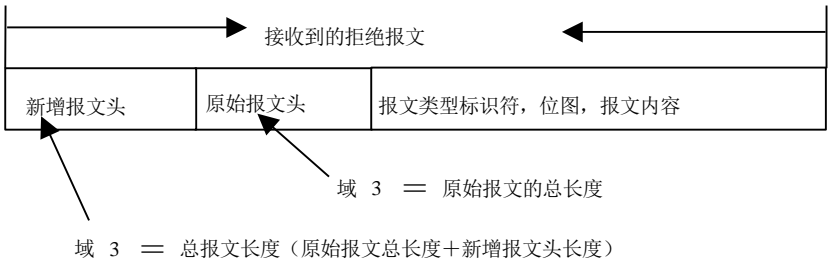 接收到的拒绝报文
新增报文头 原始报文头 报文类型标识符，位图，报文内容
域 3 ＝ 原始报文的总长度
域 3 ＝ 总报文长度（原始报文总长度＋新增报文头长度）